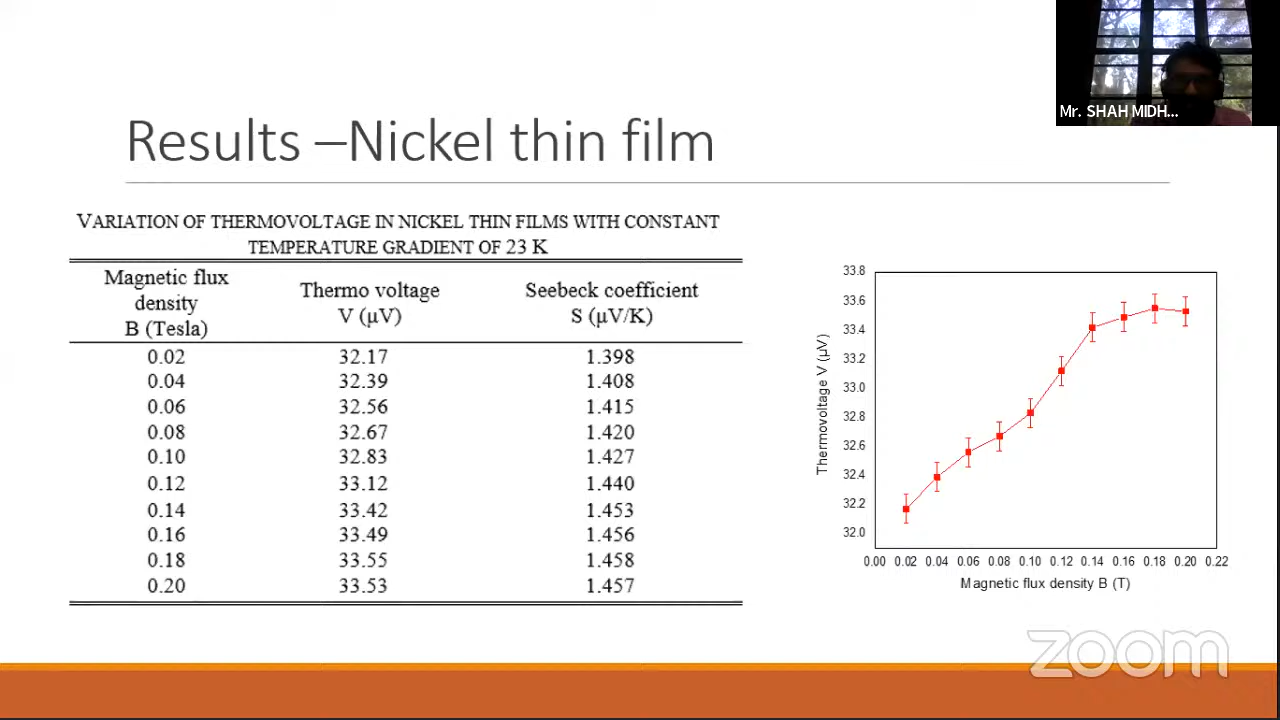 Mr. SHAH MIDH...
Results –Nickel thin film
VARIATION OF THERMOVOLTAGE IN NICKEL THIN FILMS WITH CONSTANT
TEMPERATURE GRADIENT OF 23 K
Magnetic flux density B (Tesla) Thermo voltage V (µV) Seebeck coefficient S (µV/K)
0.02 32.17 1.398
0.04 32.39 1.408
0.06 32.56 1.415
0.08 32.67 1.420
0.10 32.83 1.427
0.12 33.12 1.440
0.14 33.42 1.453
0.16 33.49 1.456
0.18 33.55 1.458
0.20 33.53 1.457
33.8
33.6
33.4
33.2
33.0
32.8
32.6
32.4
32.2
32.0
Thermovoltage V (µV)
0.00 0.02 0.04 0.06 0.08 0.10 0.12 0.14 0.16 0.18 0.20 0.22
Magnetic flux density B (T)
zoom